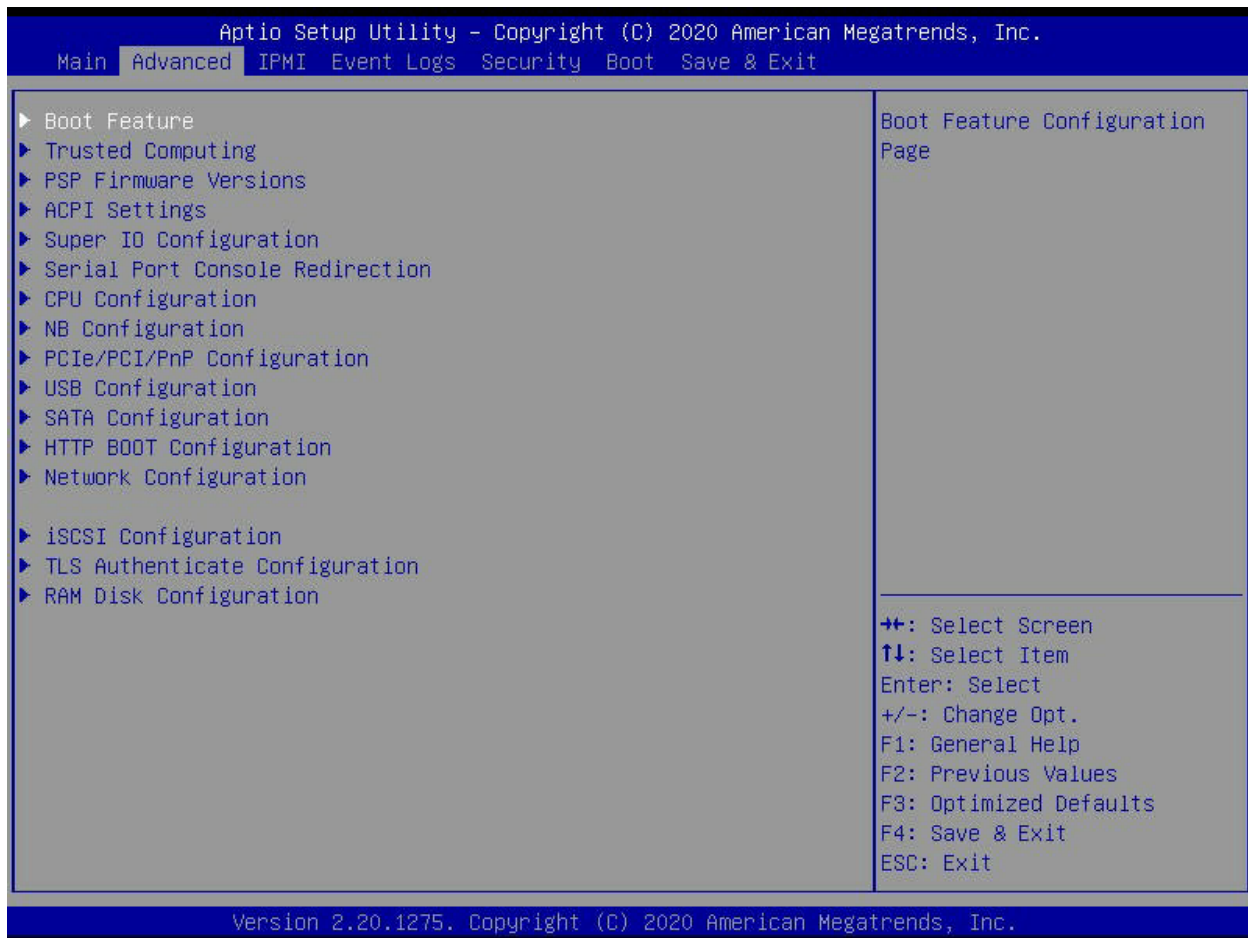 Aptio Setup Utility – Copyright (C) 2020 American Megatrends, Inc.
Main Advanced IPMI Event Logs Security Boot Save & Exit
Boot Feature
Trusted Computing
PSP Firmware Versions
ACPI Settings
Super IO Configuration
Serial Port Console Redirection
CPU Configuration
NB Configuration
PCIe/PCI/PnP Configuration
USB Configuration
SATA Configuration
HTTP BOOT Configuration
Network Configuration
iSCSI Configuration
TLS Authenticate Configuration
RAM Disk Configuration
Boot Feature Configuration
Page
→←: Select Screen
↑↓: Select Item
Enter: Select
+/-: Change Opt.
F1: General Help
F2: Previous Values
F3: Optimized Defaults
F4: Save & Exit
ESC: Exit
Version 2.20.1275. Copyright (C) 2020 American Megatrends, Inc.